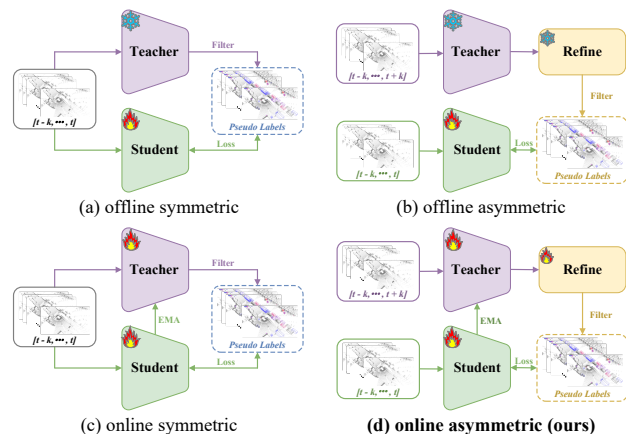 Teacher
Filter
[t - k, •••, t]
Pseudo Labels
Student
Loss
(a) offline symmetric
Teacher
Refine
[t - k, •••, t + k]
Filter
Student
Loss
[t - k, •••, t]
Pseudo Labels
(b) offline asymmetric
Teacher
Filter
[t - k, •••, t]
EMA
Pseudo Labels
Student
Loss
(c) online symmetric
Teacher
Refine
[t - k, •••, t + k]
EMA
Filter
Student
Loss
[t - k, •••, t]
Pseudo Labels
(d) online asymmetric (ours)